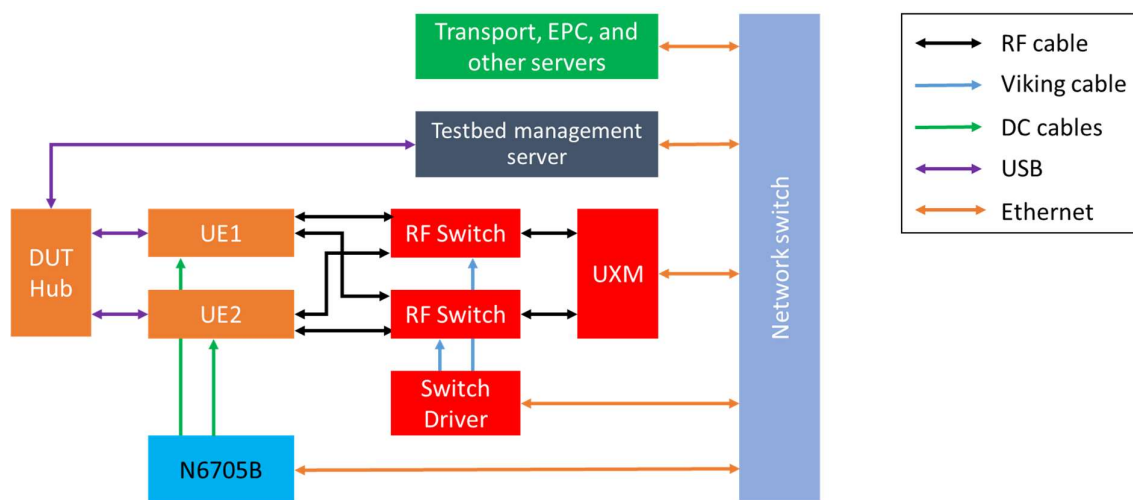 Transport, EPC, and
other servers
Testbed management
server
DUT
Hub
UE1
UE2
RF Switch
RF Switch
UXM
Switch
Driver
N6705B
Network switch
RF cable
Viking cable
DC cables
USB
Ethernet